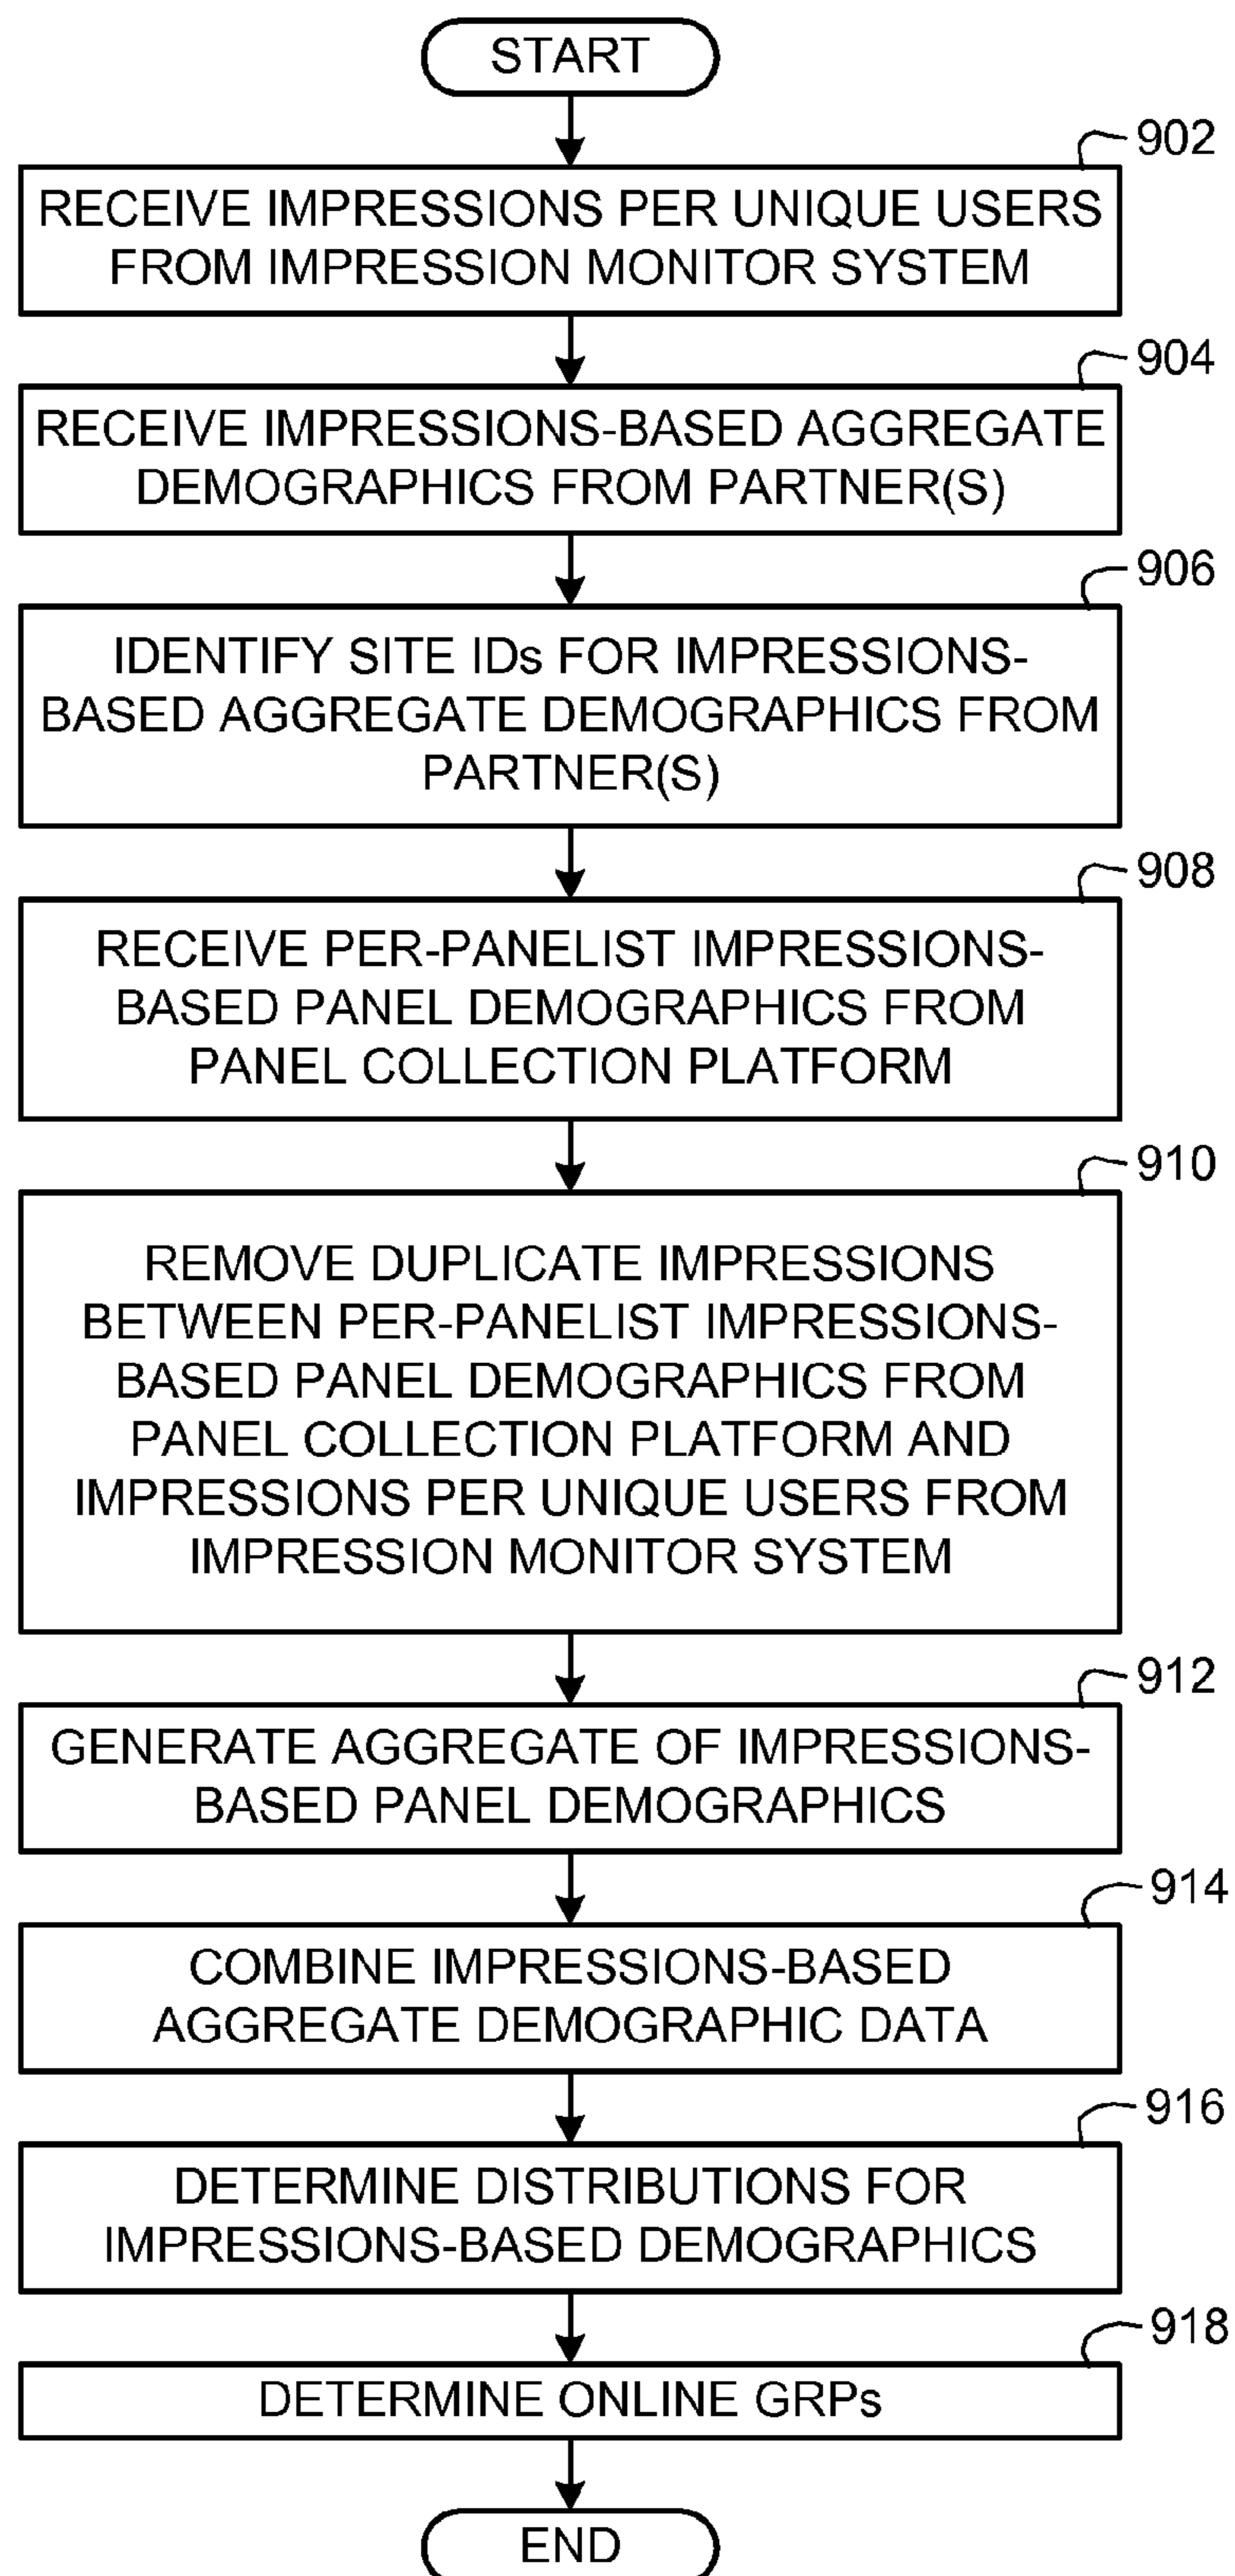 START
902
RECEIVE IMPRESSIONS PER UNIQUE USERS
FROM IMPRESSION MONITOR SYSTEM
904
RECEIVE IMPRESSIONS-BASED AGGREGATE
DEMOGRAPHICS FROM PARTNER(S)
906
IDENTIFY SITE IDs FOR IMPRESSIONS-
BASED AGGREGATE DEMOGRAPHICS FROM
PARTNER(S)
908
RECEIVE PER-PANELIST IMPRESSIONS-
BASED PANEL DEMOGRAPHICS FROM
PANEL COLLECTION PLATFORM
910
REMOVE DUPLICATE IMPRESSIONS
BETWEEN PER-PANELIST IMPRESSIONS-
BASED PANEL DEMOGRAPHICS FROM
PANEL COLLECTION PLATFORM AND
IMPRESSIONS PER UNIQUE USERS FROM
IMPRESSION MONITOR SYSTEM
912
GENERATE AGGREGATE OF IMPRESSIONS-
BASED PANEL DEMOGRAPHICS
914
COMBINE IMPRESSIONS-BASED
AGGREGATE DEMOGRAPHIC DATA
916
DETERMINE DISTRIBUTIONS FOR
IMPRESSIONS-BASED DEMOGRAPHICS
918
DETERMINE ONLINE GRPs
END